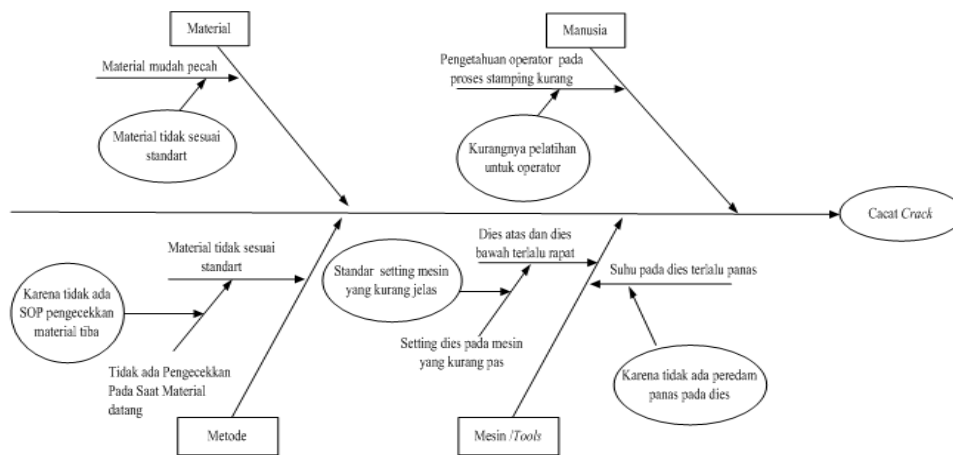 Material
Manusia
Material mudah pecah
Pengetahuan operator pada
proses stamping kurang
Material tidak sesuai
standart
Kurangnya pelatihan
untuk operator
Cacat Crack
Material tidak sesuai
standart
Dies atas dan dies
bawah terlalu rapat
Standar setting mesin
yang kurang jelas
Suhu pada dies terlalu panas
Karena tidak ada
SOP pengecekkan
material tiba
Setting dies pada mesin
yang kurang pas
Tidak ada Pengecekkan
Pada Saat Material
datang
Karena tidak ada peredam
panas pada dies
Metode
Mesin /Tools